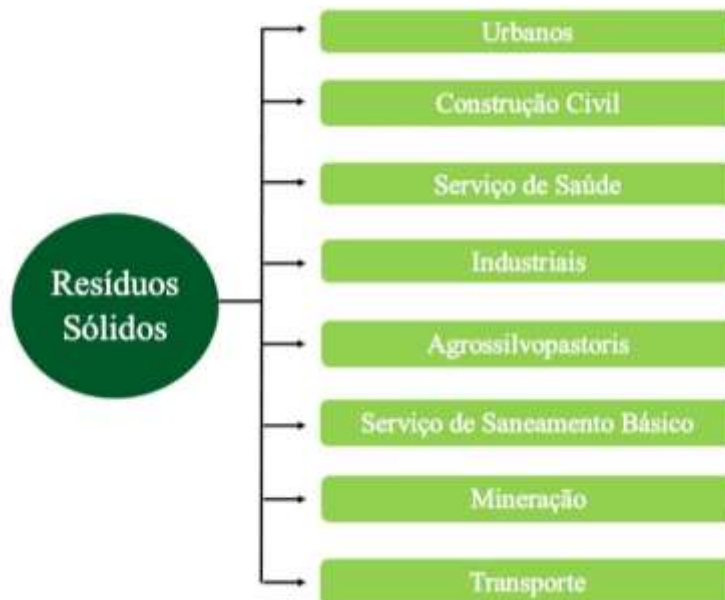 Resíduos
Sólidos
Urbanos
Construção Civil
Serviço de Saúde
Industriais
Agrossilvopastoris
Serviço de Saneamento Básico
Mineração
Transporte